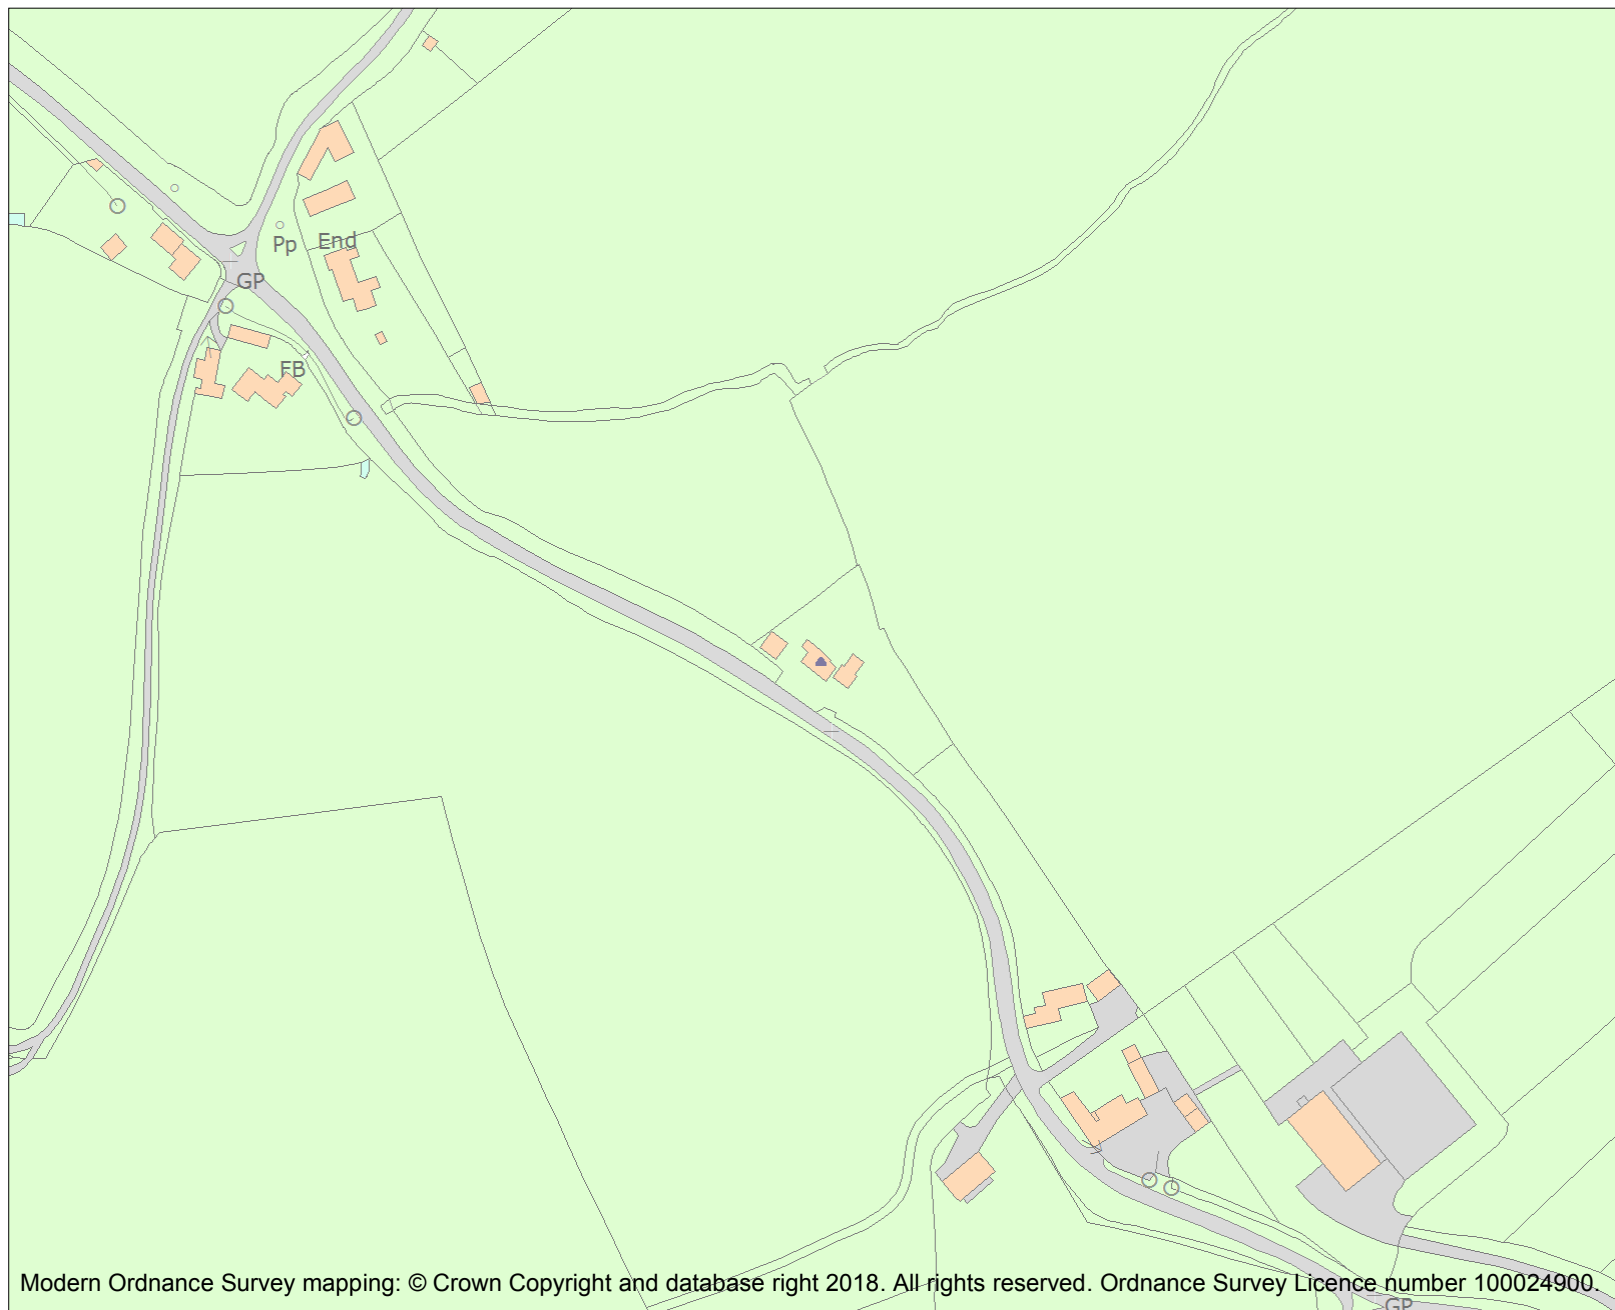 Pp
End
GP
FB
Modern Ordnance Survey mapping: © Crown Copyright and database right 2018. All rights reserved. Ordnance Survey Licence number 100024900.
GP